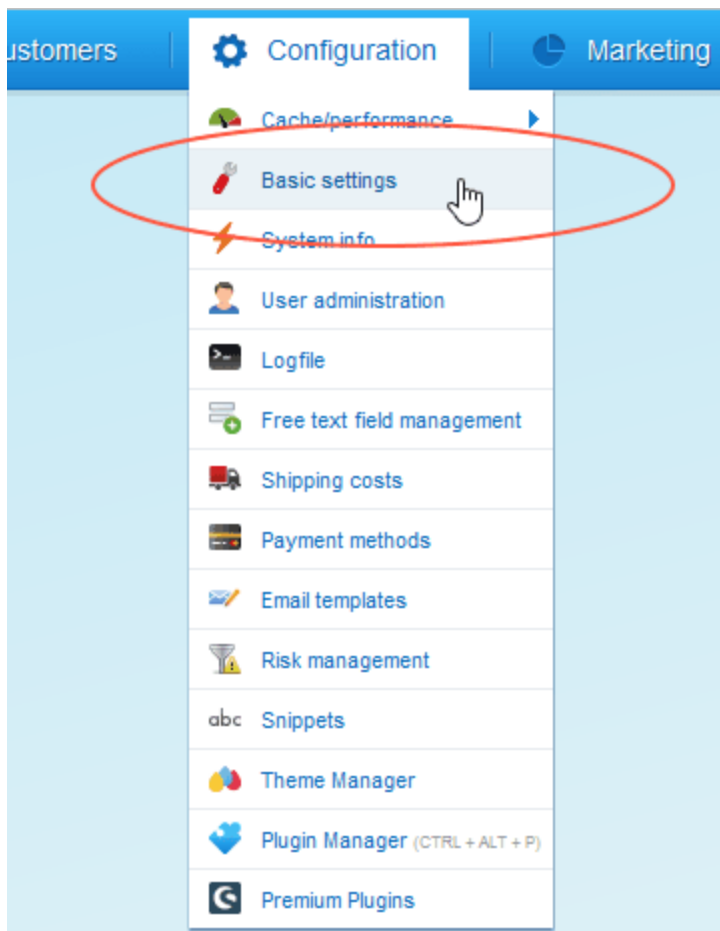 ustomers
Configuration
Marketing
Cache/performance
Basic settings
System info
User administration
Logfile
Free text field management
Shipping costs
Payment methods
Email templates
Risk management
abc Snippets
Theme Manager
Plugin Manager (CTRL + ALT + P)
Premium Plugins